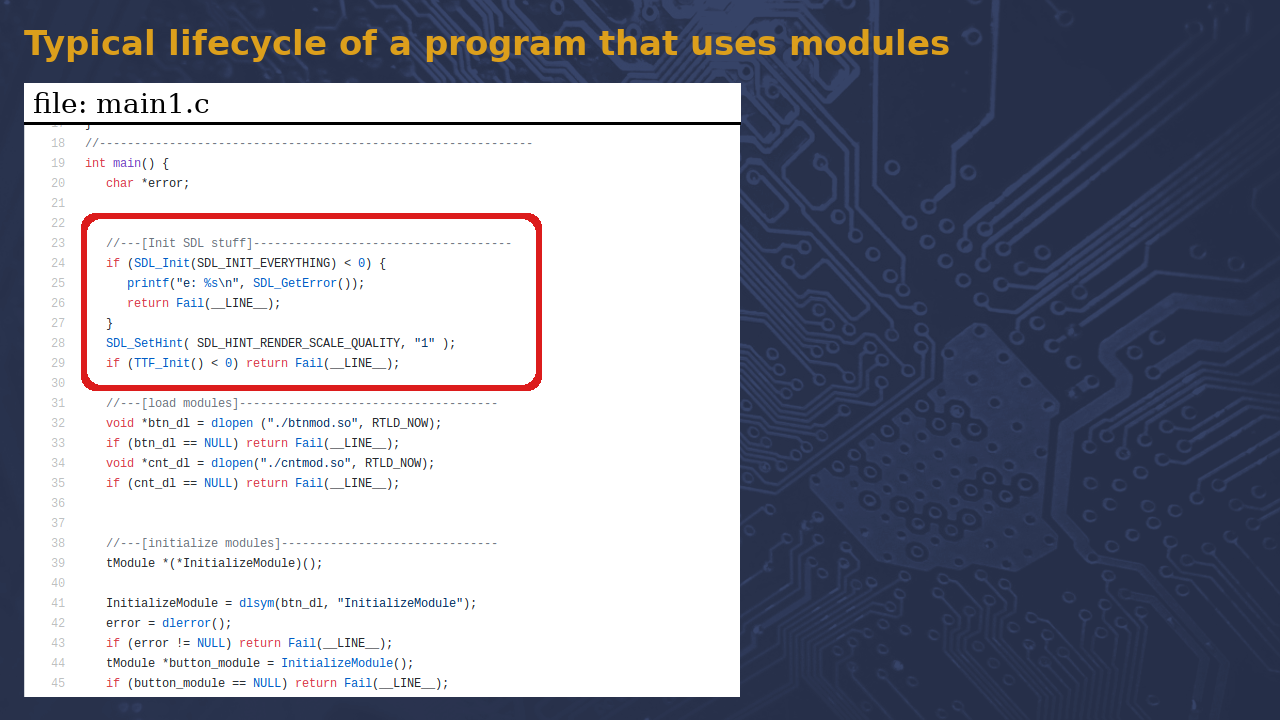 Typical lifecycle of a program that uses modules
file: main1.c
18 //--------------------------------------------------------------
19 int main() {
20 char *error;
21
22
23 //---[Init SDL stuff]-------------------------------------
24 if (SDL_Init(SDL_INIT_EVERYTHING) < 0) {
25 printf("e: %s\n", SDL_GetError());
26 return Fail(__LINE__);
27 }
28 SDL_SetHint( SDL_HINT_RENDER_SCALE_QUALITY, "1" );
29 if (TTF_Init() < 0) return Fail(__LINE__);
30
31 //---[load modules]-------------------------------------
32 void *btn_dl = dlopen ("./btnmod.so", RTLD_NOW);
33 if (btn_dl == NULL) return Fail(__LINE__);
34 void *cnt_dl = dlopen("./cntmod.so", RTLD_NOW);
35 if (cnt_dl == NULL) return Fail(__LINE__);
36
37
38 //---[initialize modules]-------------------------------
39 tModule *(*InitializeModule)();
40
41 InitializeModule = dlsym(btn_dl, "InitializeModule");
42 error = dlerror();
43 if (error != NULL) return Fail(__LINE__);
44 tModule *button_module = InitializeModule();
45 if (button_module == NULL) return Fail(__LINE__);